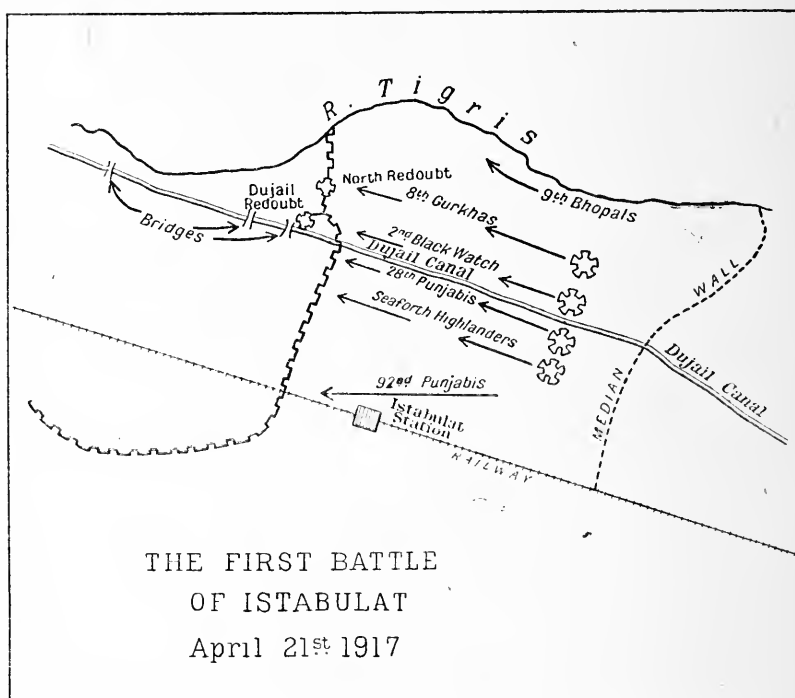 R. Tigris
North Redoubt
Dujail
Redoubt
8th Gurkhas
9th Bhopals
Bridges
2nd Black Watch
Dujail Canal
28th Punjabis
Seaforth Highlanders
WALL
MEDIAN
Dujail Canal
92nd Punjabis
Istabulat
Station
RAILWAY
THE FIRST BATTLE
OF ISTABULAT
April 21st 1917